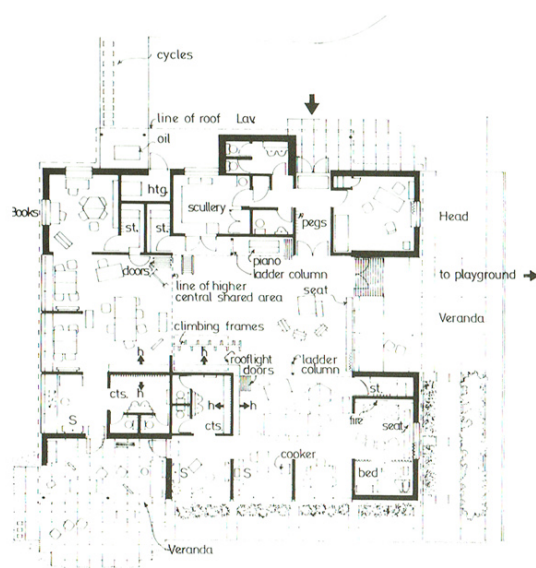 cycles
line of roof Lav.
oil
htg.
Books
scullery
st. st.
pegs
Head
piano
doors
ladder column
seat
to playground
line of higher
central shared area
Veranda
climbing frames
h h
rooflight
doors
ladder
column
cts.
h
st.
h h
S
cts.
fire
seat
cooker
S S
bed
Veranda